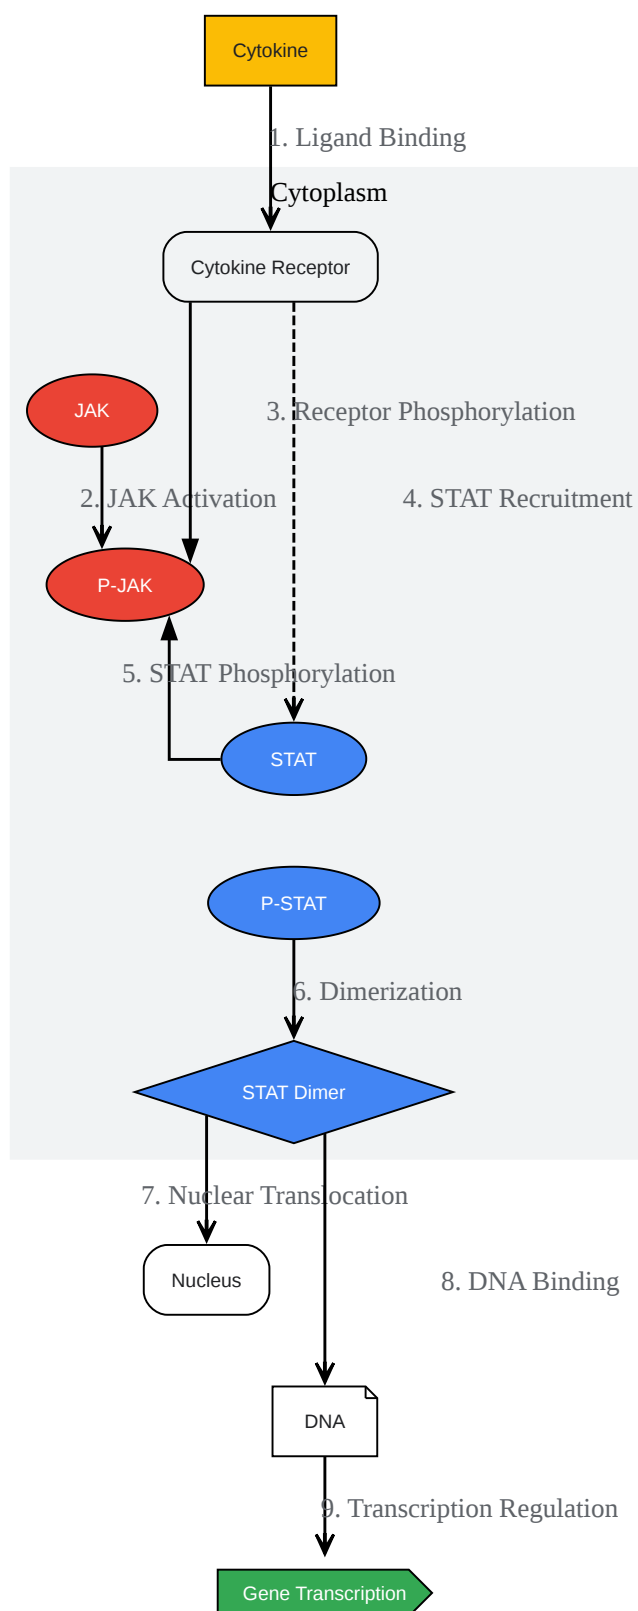 Cytokine
1. Ligand Binding
Cytoplasm
Cytokine Receptor
JAK
3. Receptor Phosphorylation
2. JAK Activation
4. STAT Recruitment
P-JAK
5. STAT Phosphorylation
STAT
P-STAT
6. Dimerization
STAT Dimer
7. Nuclear Translocation
Nucleus
8. DNA Binding
DNA
9. Transcription Regulation
Gene Transcription